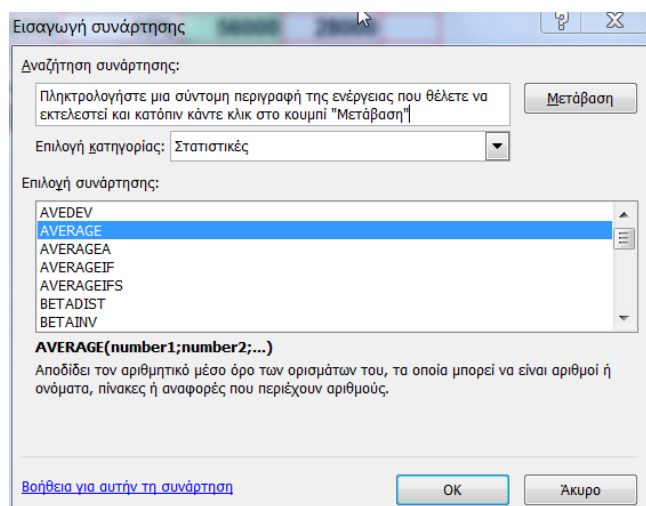 56000 28000
Εισαγωγή συνάρτησης
Αναζήτηση συνάρτησης:
Πληκτρολογήστε μια σύντομη περιγραφή της ενέργειας που θέλετε να
εκτελεστεί και κατόπιν κάντε κλικ στο κουμπί "Μετάβαση"
Μετάβαση
Επιλογή κατηγορίας: Στατιστικές
Επιλογή συνάρτησης:
AVEDEV
AVERAGE
AVERAGEA
AVERAGEIF
AVERAGEIFS
BETADIST
BETAINV
AVERAGE(number1;number2;...)
Αποδίδει τον αριθμητικό μέσο όρο των ορισμάτων του, τα οποία μπορεί να είναι αριθμοί ή
ονόματα, πίνακες ή αναφορές που περιέχουν αριθμούς.
Βοήθεια για αυτήν τη συνάρτηση
OK
Άκυρο